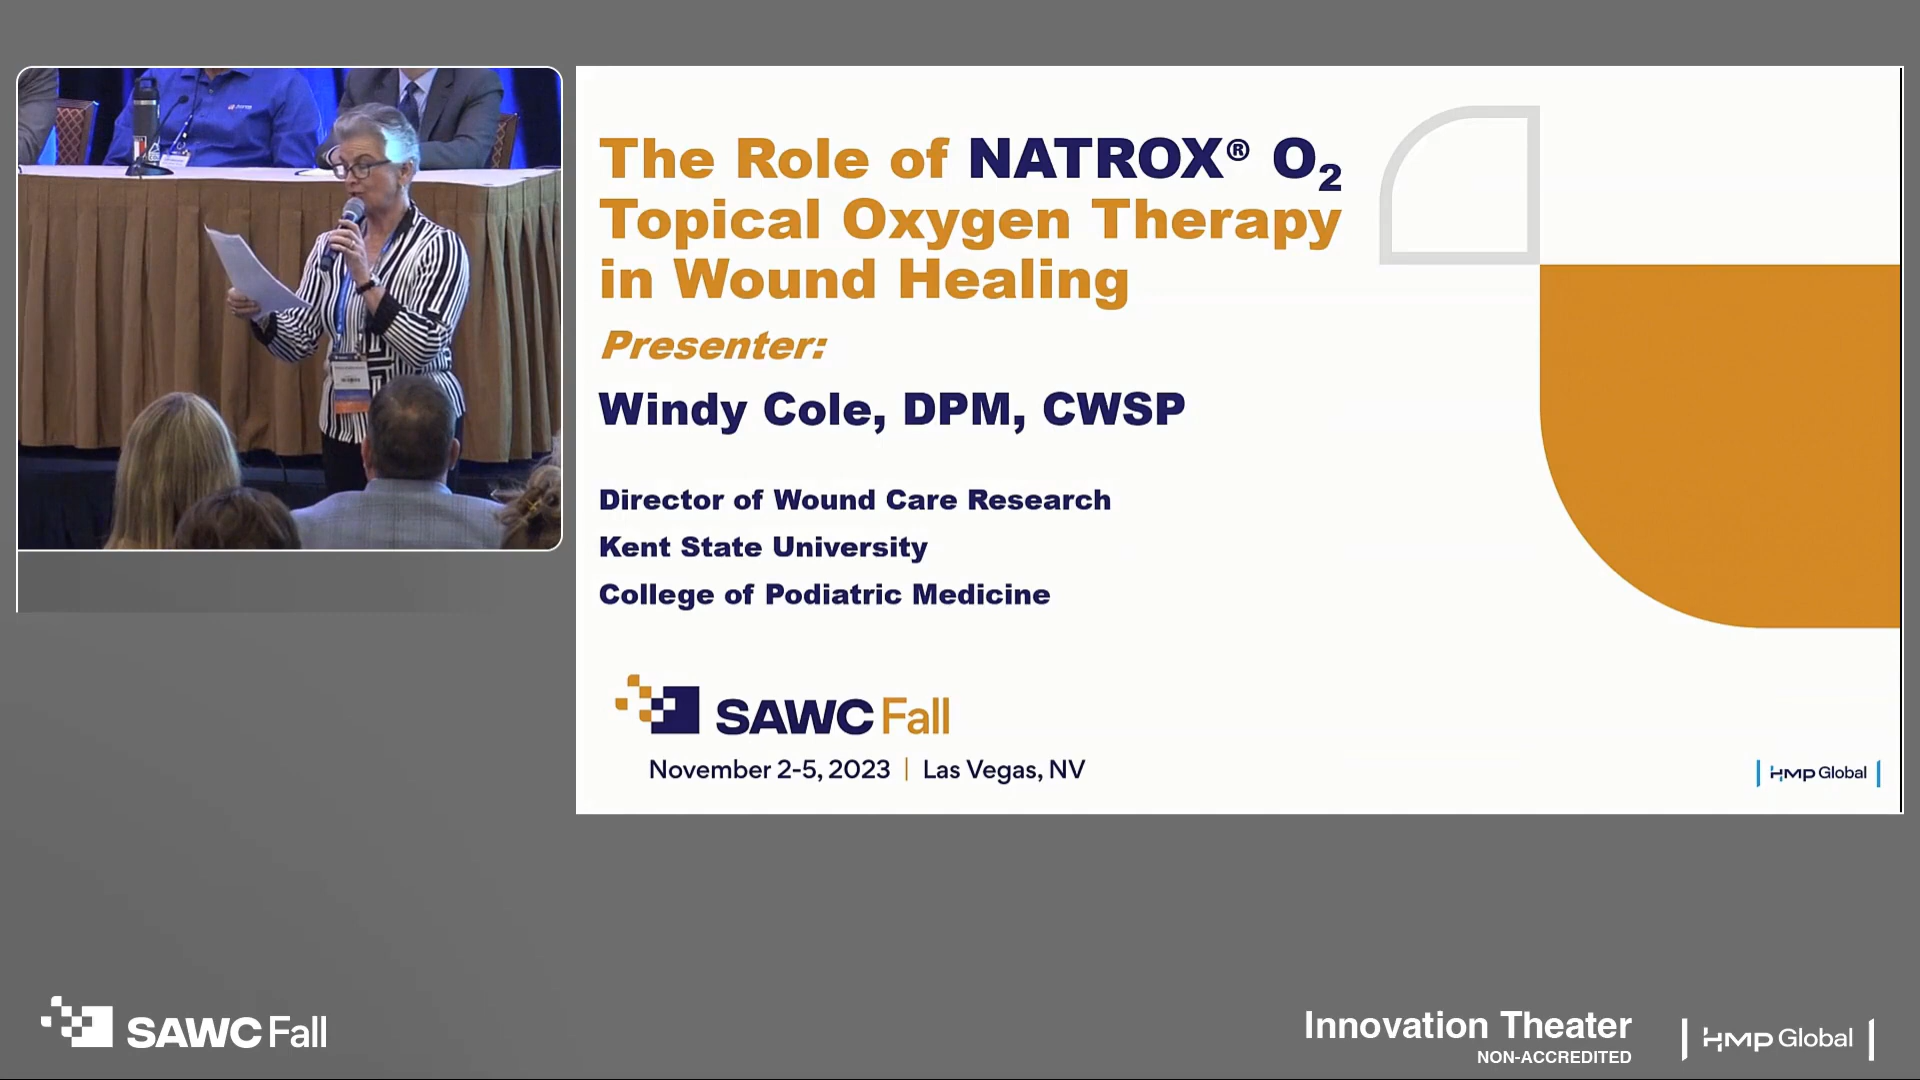 The Role of NATROX® O₂
Topical Oxygen Therapy
in Wound Healing
Presenter:
Windy Cole, DPM, CWSP
Director of Wound Care Research
Kent State University
College of Podiatric Medicine
SAWC Fall
November 2-5, 2023 | Las Vegas, NV
HMP Global
SAWC Fall
Innovation Theater
NON-ACCREDITED
HMP Global